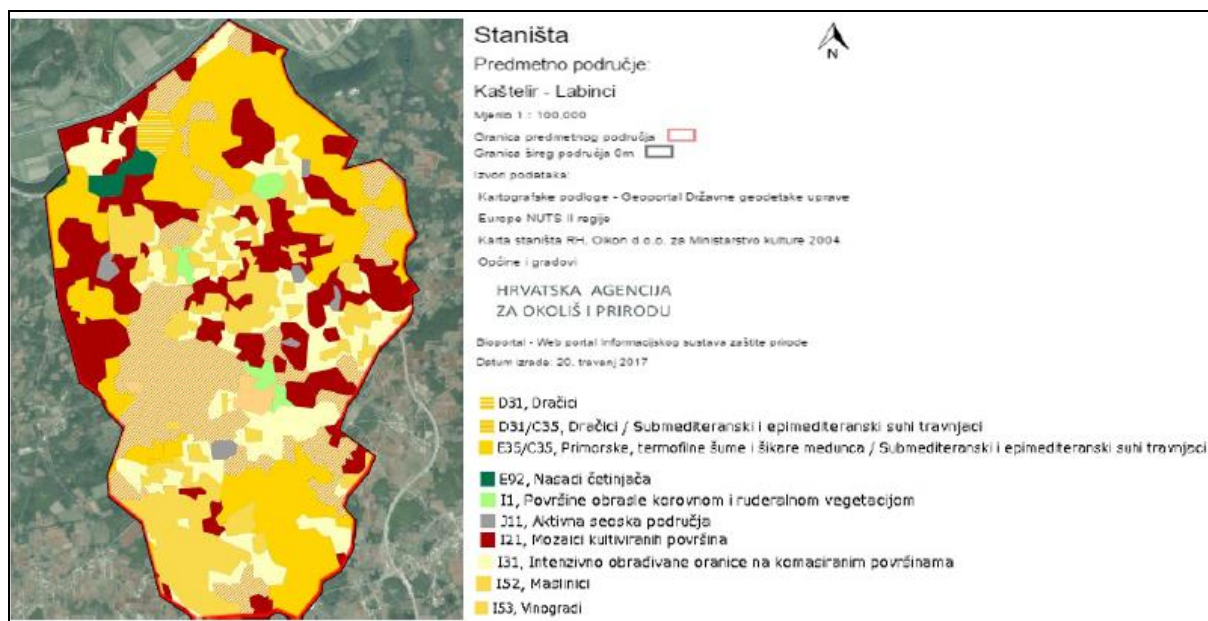 Staništa
N
Predmetno područje:
Kaštelir - Labinci
Mjerilo 1 : 100,000
Granica predmetnog područja
Granica šireg područja 0m
Izvori podataka:
Kartografske podloge - Geoportal Državne geodetske uprave
Europe NUTS II regije
Karta staništa RH, Oikon d.o.o. za Ministarstvo kulture 2004.
Općine i gradovi
HRVATSKA AGENCIJA
ZA OKOLIŠ I PRIRODU
Bioportal - Web portal Informacijskog sustava zaštite prirode
Datum izrade: 20. travanj 2017
D31, Dračici
D31/C35, Dračici / Submediteranski i epimediteranski suhi travnjaci
E35/C35, Primorske, termofilne šume i šikare medunca / Submediteranski i epimediteranski suhi travnjaci
E92, Nasadi četinjača
I1, Površine obrasle korovnom i ruderalnom vegetacijom
J11, Aktivna seoska područja
I21, Mozaici kultiviranih površina
I31, Intenzivno obrađivane oranice na komasiranim površinama
I52, Maslinici
I53, Vinogradi